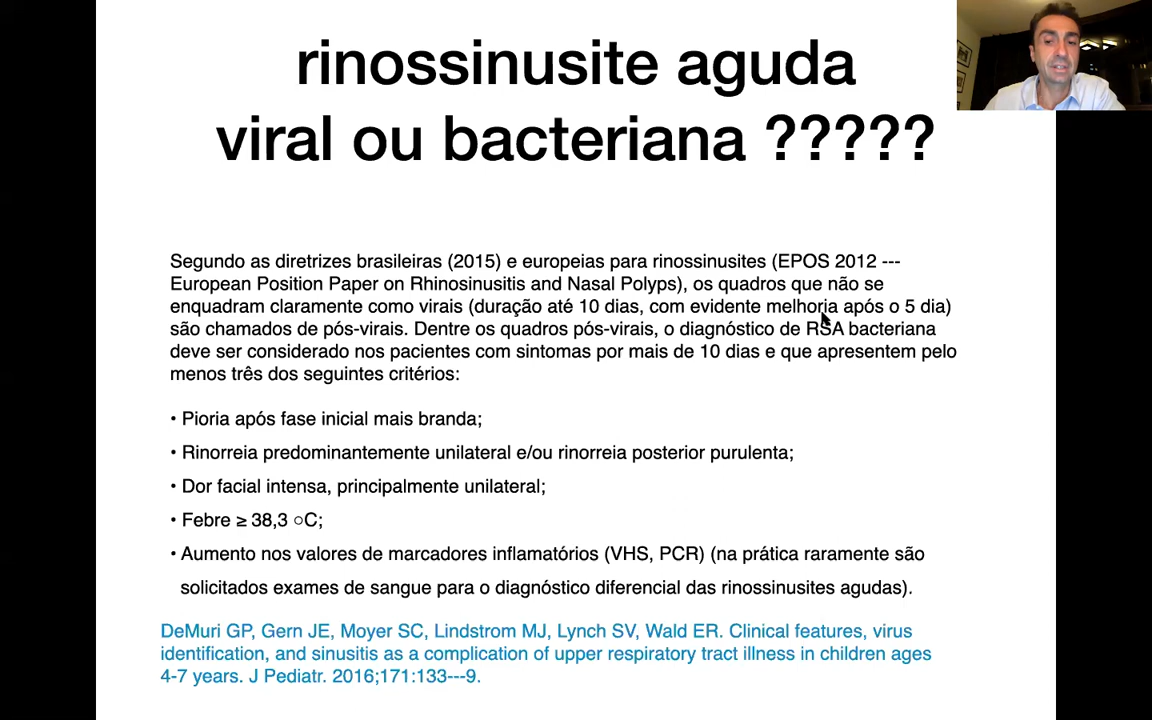 rinossinusite aguda
viral ou bacteriana ?????
Segundo as diretrizes brasileiras (2015) e europeias para rinossinusites (EPOS 2012 ---
European Position Paper on Rhinosinusitis and Nasal Polyps), os quadros que não se
enquadram claramente como virais (duração até 10 dias, com evidente melhoria após o 5 dia)
são chamados de pós-virais. Dentre os quadros pós-virais, o diagnóstico de RSA bacteriana
deve ser considerado nos pacientes com sintomas por mais de 10 dias e que apresentem pelo
menos três dos seguintes critérios:
• Pioria após fase inicial mais branda;
• Rinorreia predominantemente unilateral e/ou rinorreia posterior purulenta;
• Dor facial intensa, principalmente unilateral;
• Febre ≥ 38,3 ○C;
• Aumento nos valores de marcadores inflamatórios (VHS, PCR) (na prática raramente são
solicitados exames de sangue para o diagnóstico diferencial das rinossinusites agudas).
DeMuri GP, Gern JE, Moyer SC, Lindstrom MJ, Lynch SV, Wald ER. Clinical features, virus
identification, and sinusitis as a complication of upper respiratory tract illness in children ages
4-7 years. J Pediatr. 2016;171:133---9.